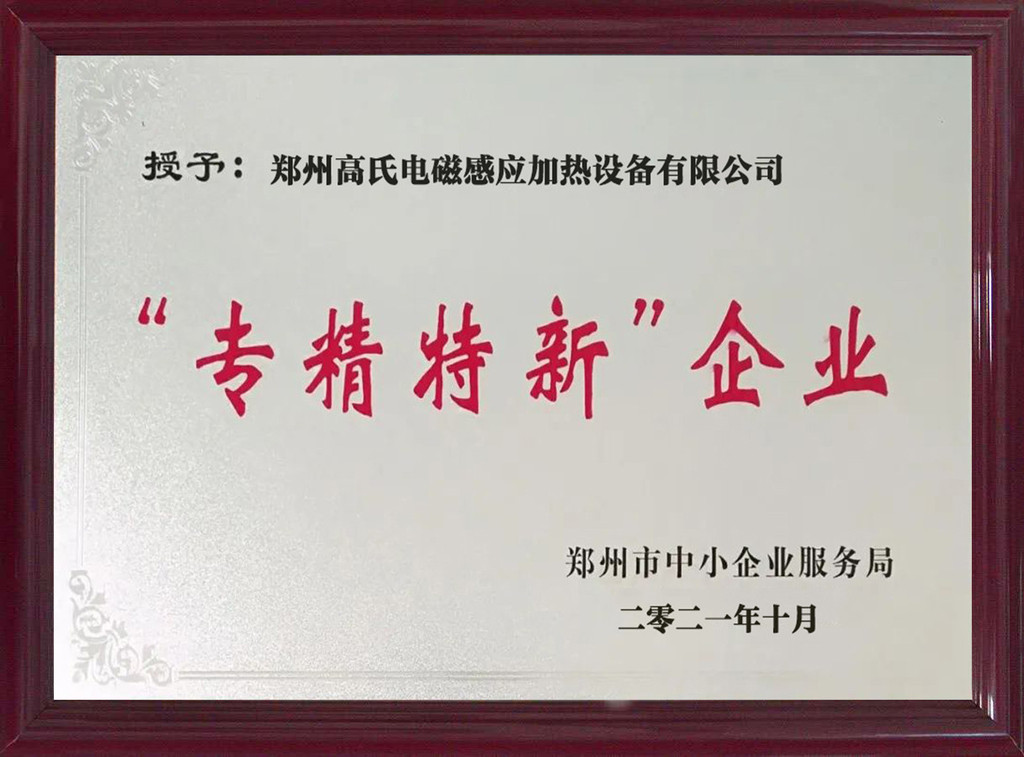 授予：郑州高氏电磁感应加热设备有限公司
“专精特新”企业
郑州市中小企业服务局
二零二一年十月